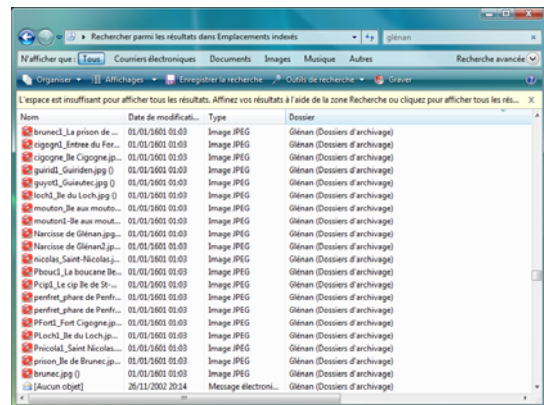 Rechercher parmi les résultats dans Emplacements indexés glénan
N'afficher que : Tous Courriers électroniques Documents Images Musique Autres Recherche avancée
Organiser Affichages Enregistrer la recherche Outils de recherche Graver
L'espace est insuffisant pour afficher tous les résultats. Affinez vos résultats à l'aide de la zone Recherche ou cliquez pour afficher tous les rés... X
Nom Date de modificati... Type Dossier
brunec1_La prison de ... 01/01/1601 01:03 Image JPEG Glénan (Dossiers d'archivage)
cigogn1_Entree du For... 01/01/1601 01:03 Image JPEG Glénan (Dossiers d'archivage)
cigogne_Ile Cigogne.jp... 01/01/1601 01:03 Image JPEG Glénan (Dossiers d'archivage)
guirid1_Guiriden.jpg () 01/01/1601 01:03 Image JPEG Glénan (Dossiers d'archivage)
guyot1_Guiautec.jpg () 01/01/1601 01:03 Image JPEG Glénan (Dossiers d'archivage)
loch1_Ile du Loch.jpg () 01/01/1601 01:03 Image JPEG Glénan (Dossiers d'archivage)
mouton_Ile aux mouto... 01/01/1601 01:03 Image JPEG Glénan (Dossiers d'archivage)
mouton1-Ile aux mout... 01/01/1601 01:03 Image JPEG Glénan (Dossiers d'archivage)
Narcisse de Glénan.jpg... 01/01/1601 01:03 Image JPEG Glénan (Dossiers d'archivage)
Narcisse de Glénan2.jp... 01/01/1601 01:03 Image JPEG Glénan (Dossiers d'archivage)
nicolas_Saint-Nicolas.j... 01/01/1601 01:03 Image JPEG Glénan (Dossiers d'archivage)
Pbouc1_La boucane Ile... 01/01/1601 01:03 Image JPEG Glénan (Dossiers d'archivage)
Pcip1_Le cip Ile de St-... 01/01/1601 01:03 Image JPEG Glénan (Dossiers d'archivage)
penfret_phare de Penfr... 01/01/1601 01:03 Image JPEG Glénan (Dossiers d'archivage)
penfret_phare de Penfr... 01/01/1601 01:03 Image JPEG Glénan (Dossiers d'archivage)
PFort1_Fort Cigogne.jp... 01/01/1601 01:03 Image JPEG Glénan (Dossiers d'archivage)
PLoch1_Ile du Loch.jp... 01/01/1601 01:03 Image JPEG Glénan (Dossiers d'archivage)
Pnicola1_Saint Nicolas.... 01/01/1601 01:03 Image JPEG Glénan (Dossiers d'archivage)
prison_Ile de Brunec.jp... 01/01/1601 01:03 Image JPEG Glénan (Dossiers d'archivage)
brunec.jpg () 01/01/1601 01:03 Image JPEG Glénan (Dossiers d'archivage)
[Aucun objet] 26/11/2002 20:14 Message électroni... Glénan (Dossiers d'archivage)